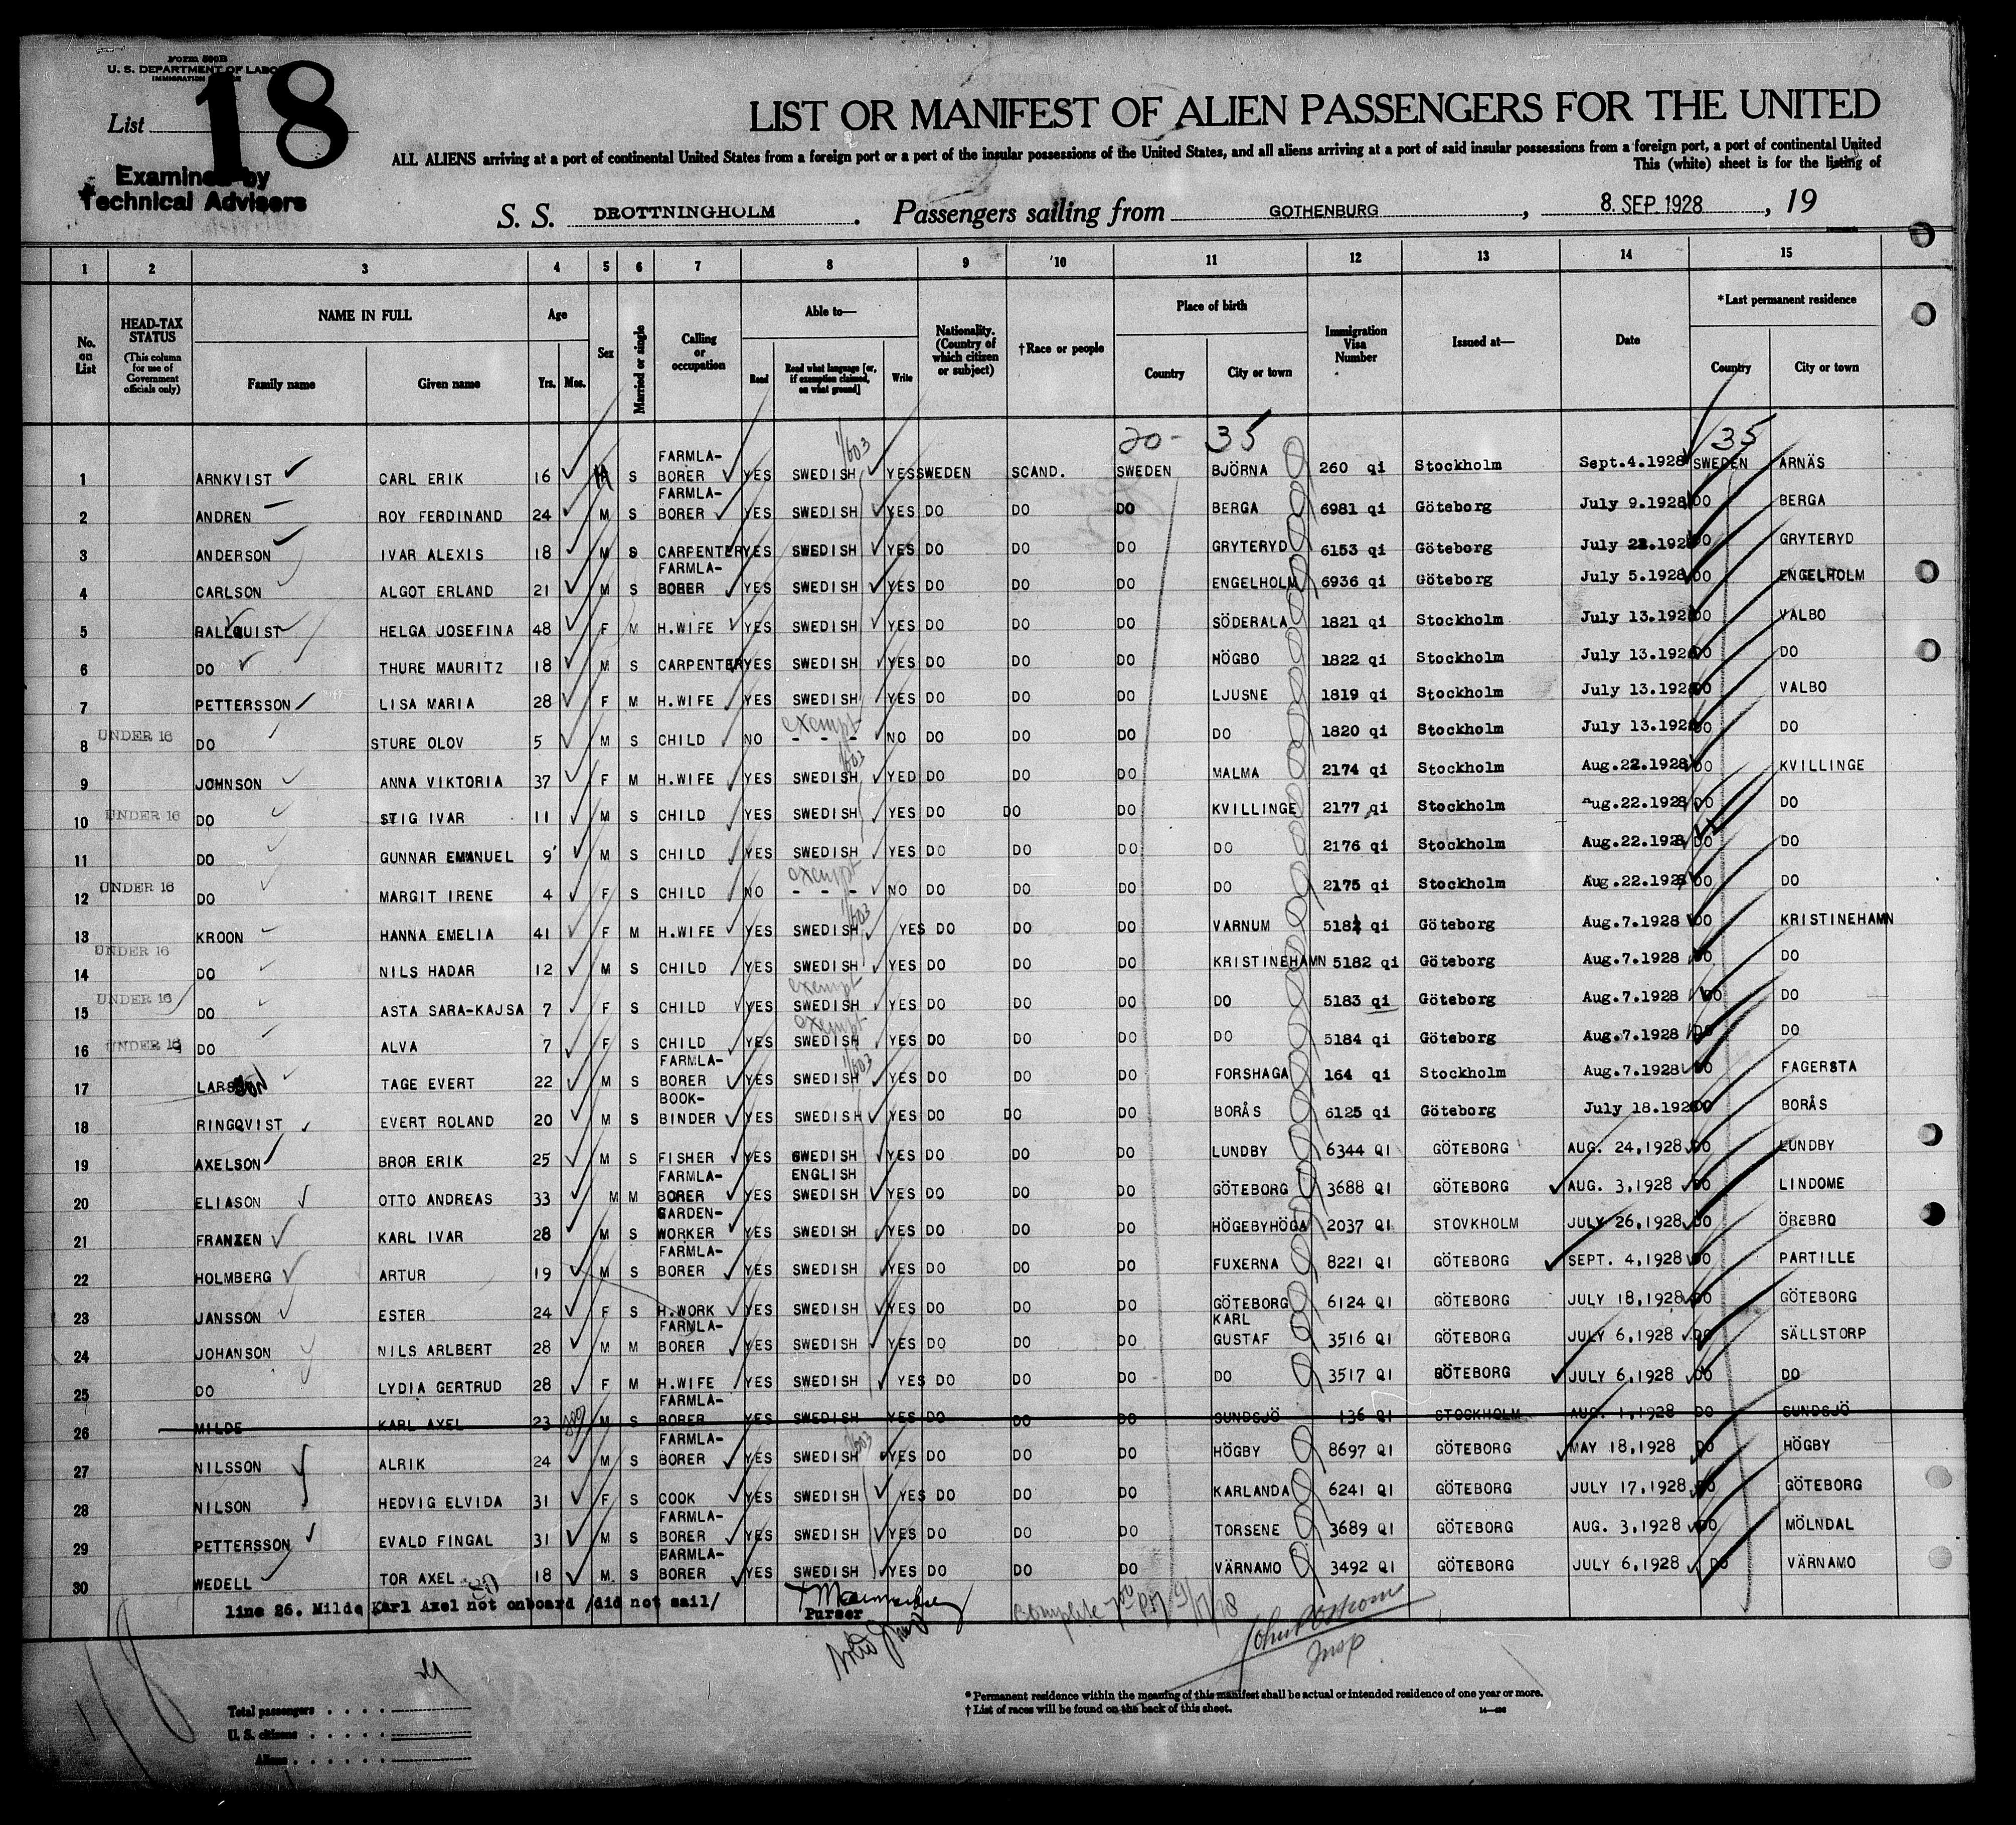 Form 500B
U. S. DEPARTMENT OF LABOR
IMMIGRATION SERVICE
List 18
Examined by
Technical Advisers
LIST OR MANIFEST OF ALIEN PASSENGERS FOR THE UNITED
ALL ALIENS arriving at a port of continental United States from a foreign port or a port of the insular possessions of the United States, and all aliens arriving at a port of said insular possessions from a foreign port, a port of continental United
This (white) sheet is for the listing of
S. S. DROTTNINGHOLM . Passengers sailing from GOTHENBURG , 8. SEP. 1928 , 19
1 2 3 4 5 6 7 8 9 10 11 12 13 14 15
No. on List HEAD-TAX STATUS (This column for use of Government officials only) NAME IN FULL Family name Given name Age Yrs. Mos. Sex Married or single Calling or occupation Able to— Read Read what language [or, if exemption claimed, on what ground] Write Nationality. (Country of which citizen or subject) †Race or people Place of birth Country City or town Immigration Visa Number Issued at— Date *Last permanent residence Country City or town
20- 35 35
1 ARNKVIST CARL ERIK 16 M S FARMLA-BORER YES SWEDISH YES SWEDEN SCAND. SWEDEN BJÖRNA 260 qi Stockholm Sept.4.1928 SWEDEN ARNÄS
2 ANDREN ROY FERDINAND 24 M S FARMLA-BORER YES SWEDISH YES DO DO DO BERGA 6981 qi Göteborg July 9.1928 DO BERGA
3 ANDERSON IVAR ALEXIS 18 M S CARPENTER YES SWEDISH YES DO DO DO GRYTERYD 6153 qi Göteborg July 23.192 DO GRYTERYD
4 CARLSON ALGOT ERLAND 21 M S FARMLA-BORER YES SWEDISH YES DO DO DO ENGELHOLM 6936 qi Göteborg July 5.1928 DO ENGELHOLM
5 HALLQUIST HELGA JOSEFINA 48 F M H.WIFE YES SWEDISH YES DO DO DO SÖDERALA 1821 qi Stockholm July 13.192 DO VALBO
6 DO THURE MAURITZ 18 M S CARPENTER YES SWEDISH YES DO DO DO HÖGBO 1822 qi Stockholm July 13.192 DO DO
7 PETTERSSON LISA MARIA 28 F M H.WIFE YES SWEDISH YES DO DO DO LJUSNE 1819 qi Stockholm July 13.192 DO VALBO
8 UNDER 16 DO STURE OLOV 5 M S CHILD NO - - - exempt NO DO DO DO DO 1820 qi Stockholm July 13.192 DO DO
9 JOHNSON ANNA VIKTORIA 37 F M H.WIFE YES SWEDISH YED DO DO DO MALMA 2174 qi Stockholm Aug.22.1928 DO KVILLINGE
10 UNDER 16 DO STIG IVAR 11 M S CHILD YES SWEDISH YES DO DO DO KVILLINGE 2177 qi Stockholm Aug.22.1928 DO DO
11 DO GUNNAR EMANUEL 9 M S CHILD YES SWEDISH YES DO DO DO DO 2176 qi Stockholm Aug.22.1928 DO DO
12 UNDER 16 DO MARGIT IRENE 4 F S CHILD NO - - - exempt NO DO DO DO DO 2175 qi Stockholm Aug.22.1928 DO DO
13 KROON HANNA EMELIA 41 F M H.WIFE YES SWEDISH YES DO DO DO VARNUM 5181 qi Göteborg Aug.7.1928 DO KRISTINEHAMN
14 UNDER 16 DO NILS HADAR 12 M S CHILD YES SWEDISH YES DO DO DO KRISTINEHAMN 5182 qi Göteborg Aug.7.1928 DO DO
15 UNDER 16 DO ASTA SARA-KAJSA 7 F S CHILD YES exempt SWEDISH YES DO DO DO DO 5183 qi Göteborg Aug.7.1928 DO DO
16 UNDER 16 DO ALVA 7 F S CHILD YES exempt SWEDISH YES DO DO DO DO 5184 qi Göteborg Aug.7.1928 DO DO
17 LARSSON TAGE EVERT 22 M S FARMLA-BORER YES SWEDISH YES DO DO DO FORSHAGA 164 qi Stockholm Aug.7.1928 DO FAGERSTA
18 RINGQVIST EVERT ROLAND 20 M S BOOK-BINDER YES SWEDISH YES DO DO DO BORÅS 6125 qi Göteborg July 18.192 DO BORÅS
19 AXELSON BROR ERIK 25 M S FISHER YES SWEDISH ENGLISH YES DO DO DO LUNDBY 6344 QI GÖTEBORG AUG. 24,1928 DO LUNDBY
20 ELIASON OTTO ANDREAS 33 M M FARMLA-BORER YES SWEDISH YES DO DO DO GÖTEBORG 3688 QI GÖTEBORG AUG. 3,1928 DO LINDOME
21 FRANZEN KARL IVAR 28 M S GARDEN-WORKER YES SWEDISH YES DO DO DO HÖGEBYHÖGA 2037 QI STOVKHOLM JULY 26,1928 DO ÖREBRO
22 HOLMBERG ARTUR 19 M S FARMLA-BORER YES SWEDISH YES DO DO DO FUXERNA 8221 QI GÖTEBORG SEPT. 4,1928 DO PARTILLE
23 JANSSON ESTER 24 F S H.WORK YES SWEDISH YES DO DO DO GÖTEBORG 6124 QI GÖTEBORG JULY 18,1928 DO GÖTEBORG
24 JOHANSON NILS ARLBERT 28 M M FARMLA-BORER YES SWEDISH YES DO DO DO KARL GUSTAF 3516 QI GÖTEBORG JULY 6,1928 DO SÄLLSTORP
25 DO LYDIA GERTRUD 28 F M H.WIFE YES SWEDISH YES DO DO DO DO 3517 QI GÖTEBORG JULY 6,1928 DO DO
26 MILDE KARL AXEL 23 M S FARMLA-BORER YES SWEDISH YES DO DO DO SUNDSJÖ 136 QI STOCKHOLM AUG. 1,1928 DO SUNDSJÖ
27 NILSSON ALRIK 24 M S FARMLA-BORER YES SWEDISH YES DO DO DO HÖGBY 8697 QI GÖTEBORG MAY 18,1928 DO HÖGBY
28 NILSON HEDVIG ELVIDA 31 F S COOK YES SWEDISH YES DO DO DO KARLANDA 6241 QI GÖTEBORG JULY 17,1928 DO GÖTEBORG
29 PETTERSSON EVALD FINGAL 31 M S FARMLA-BORER YES SWEDISH YES DO DO DO TORSENE 3689 QI GÖTEBORG AUG. 3,1928 DO MÖLNDAL
30 WEDELL TOR AXEL 18 M S FARMLA-BORER YES SWEDISH YES DO DO DO VÄRNAMO 3492 QI GÖTEBORG JULY 6,1928 DO VÄRNAMO
line 26. Milde Karl Axel not onboard /did not sail/
Purser
Complete
Insp
* Permanent residence within the meaning of this manifest shall be actual or intended residence of one year or more.
† List of races will be found on the back of this sheet.
Total passengers
U. S. citizens
Aliens